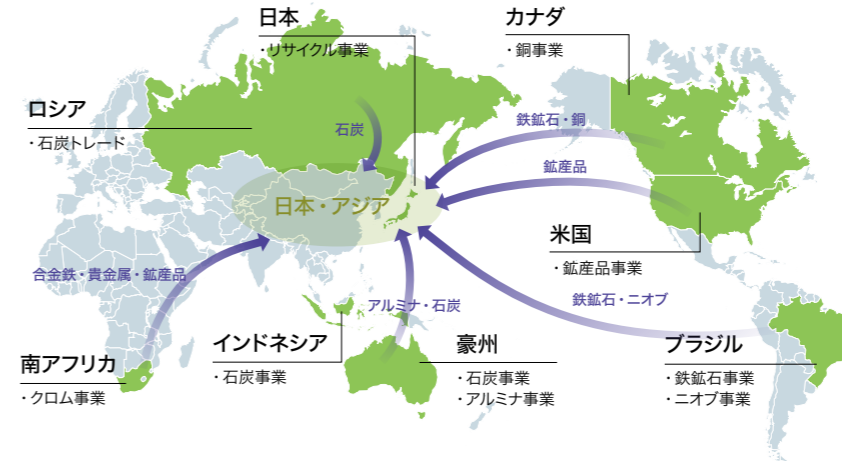 日本
・リサイクル事業
カナダ
・銅事業
ロシア
・石炭トレード
石炭
鉄鉱石・銅
鉱産品
日本・アジア
米国
・鉱産品事業
合金鉄・貴金属・鉱産品
アルミナ・石炭
鉄鉱石・ニオブ
南アフリカ
・クロム事業
インドネシア
・石炭事業
豪州
・石炭事業
・アルミナ事業
ブラジル
・鉄鉱石事業
・ニオブ事業